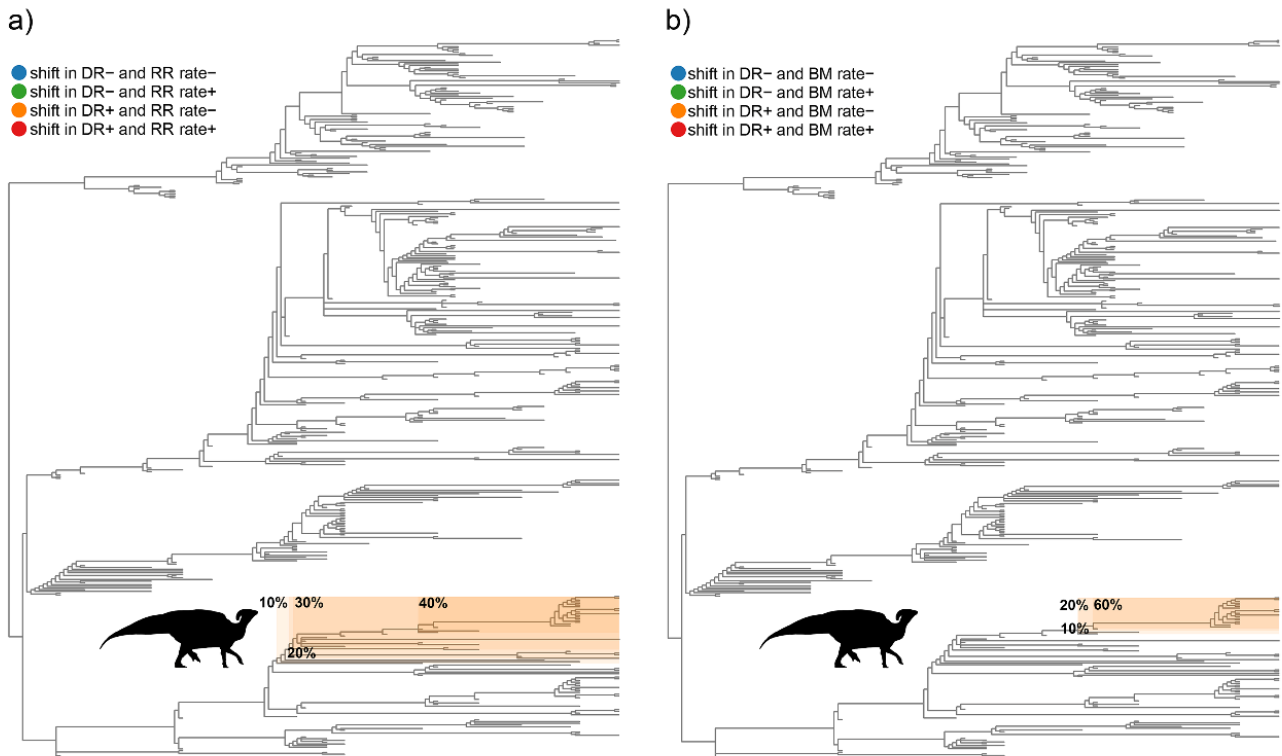 a)
shift in DR− and RR rate−
shift in DR− and RR rate+
shift in DR+ and RR rate−
shift in DR+ and RR rate+
10% 30% 40%
20%
b)
shift in DR− and BM rate−
shift in DR− and BM rate+
shift in DR+ and BM rate−
shift in DR+ and BM rate+
20% 60%
10%